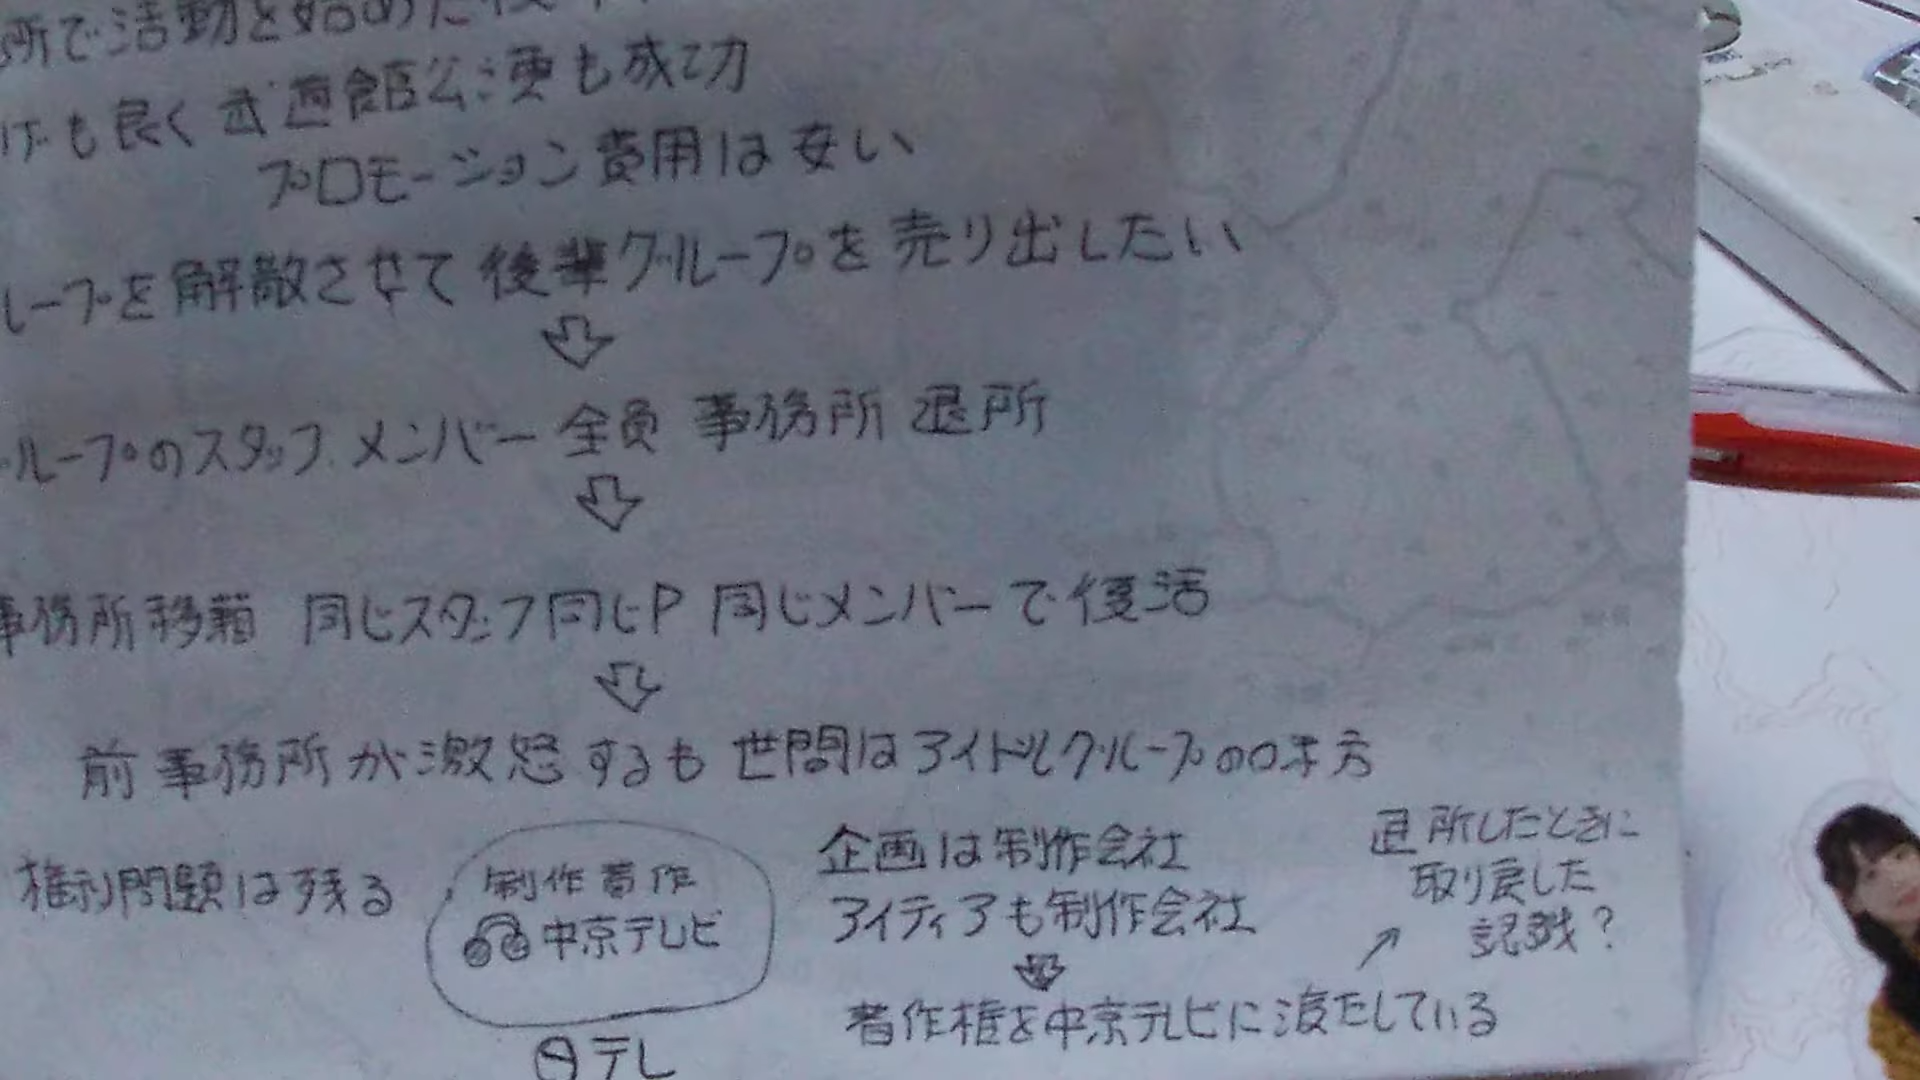 所で活動を始めた後
げも良く武道館公演も成功
プロモーション費用は安い
ループを解散させて後輩グループを売り出したい
ループのスタッフ、メンバー全員 事務所 退所
事務所移籍 同じスタッフ同じP 同じメンバーで復活
前事務所が激怒するも 世間はアイドルグループの味方
権利問題は残る
制作著作
中京テレビ
日テレ
企画は制作会社
アイディアも制作会社
著作権を中京テレビに渡たしている
退所したときに
取り戻した
認識?